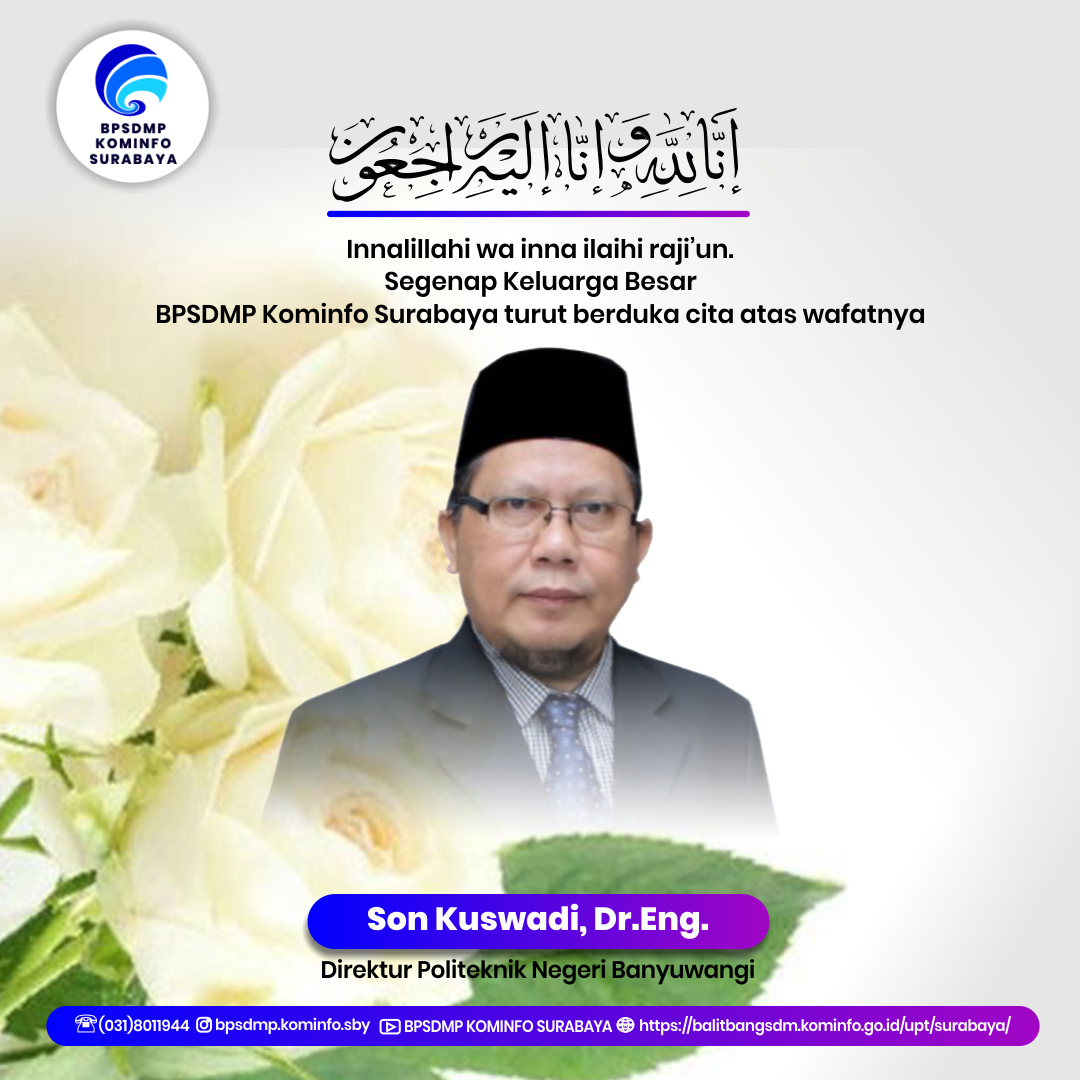 BPSDMP
KOMINFO
SURABAYA
إنَّا لِلَّهِ وَإِنَّا إِلَيْهِ رَاجِعُونَ
Innalillahi wa inna ilaihi raji’un.
Segenap Keluarga Besar
BPSDMP Kominfo Surabaya turut berduka cita atas wafatnya
Son Kuswadi, Dr.Eng.
Direktur Politeknik Negeri Banyuwangi
(031)8011944 bpsdmp.kominfo.sby BPSDMP KOMINFO SURABAYA https://balitbangsdm.kominfo.go.id/upt/surabaya/